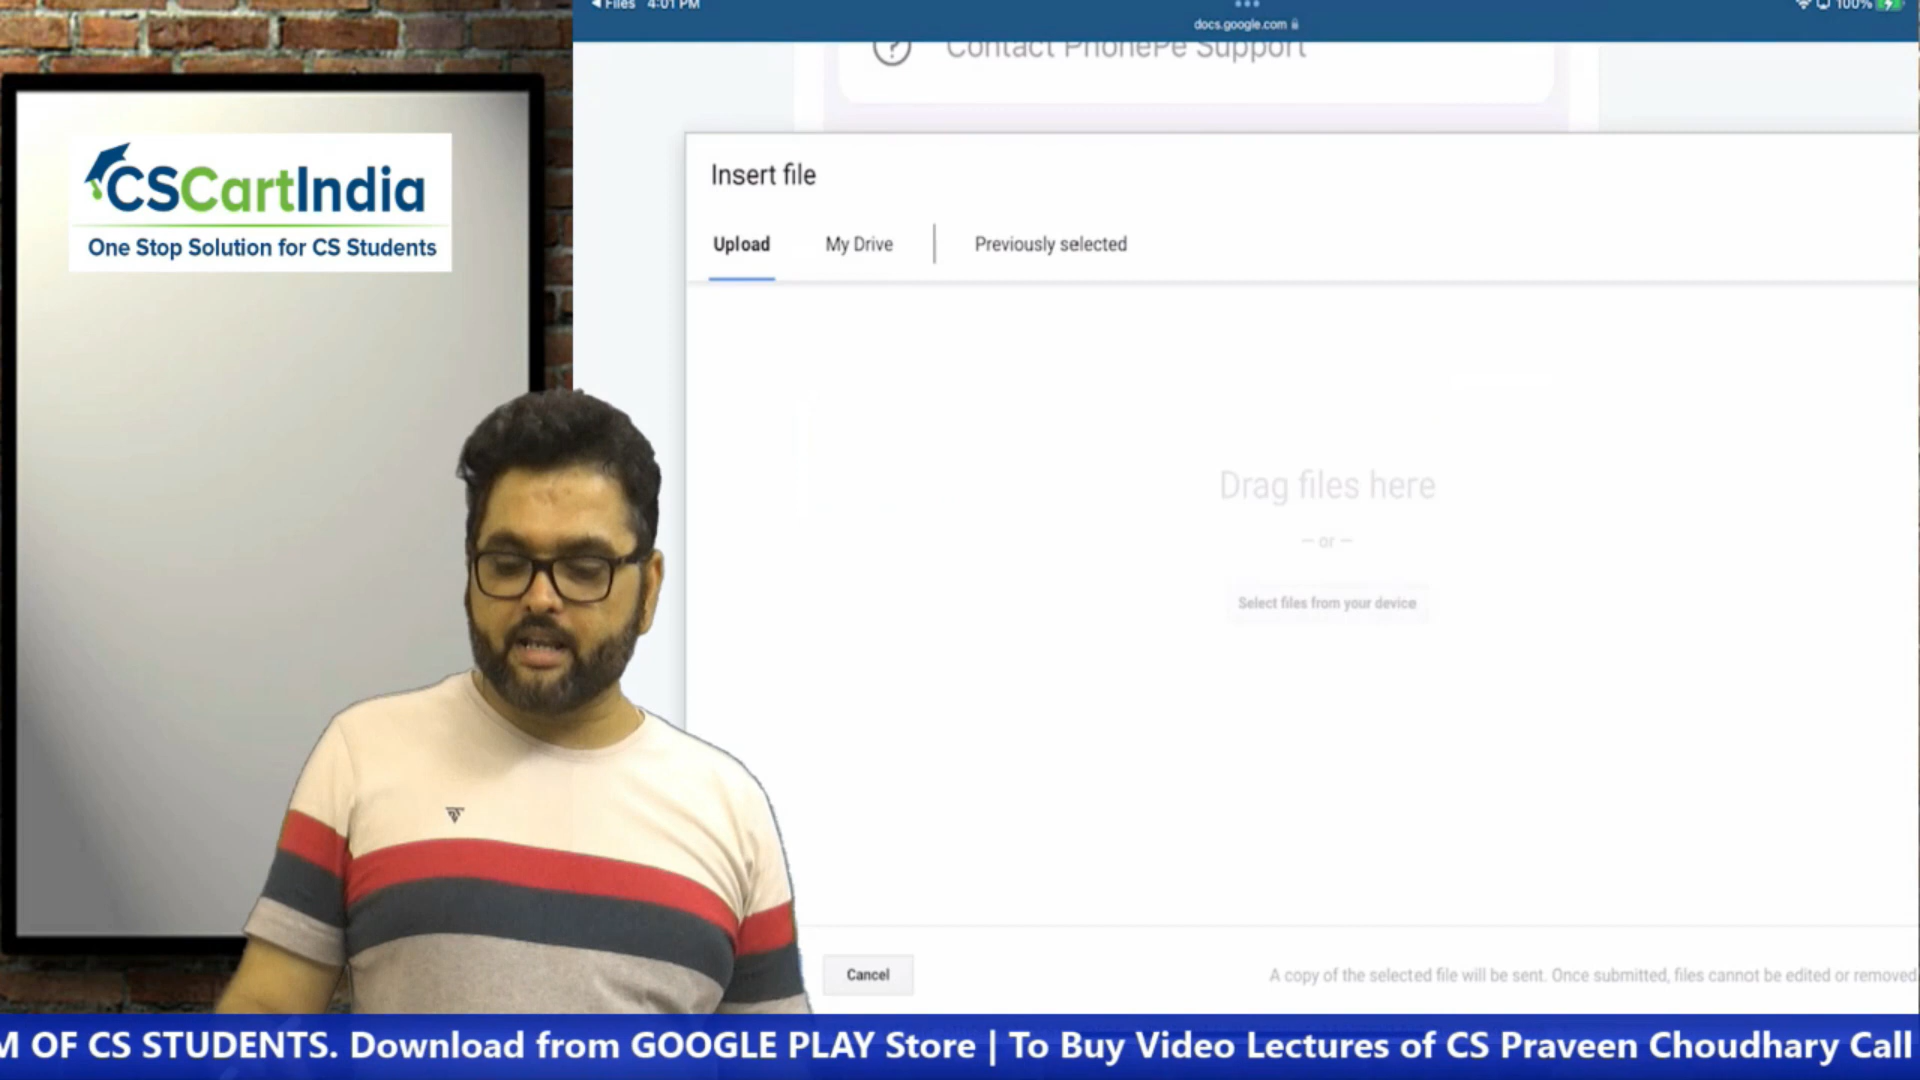 Files 4:01 PM
docs.google.com
100%
Contact PhonePe Support
CSCartIndia
One Stop Solution for CS Students
Insert file
Upload
My Drive
Previously selected
Drag files here
— or —
Select files from your device
Cancel
A copy of the selected file will be sent. Once submitted, files cannot be edited or removed
M OF CS STUDENTS. Download from GOOGLE PLAY Store | To Buy Video Lectures of CS Praveen Choudhary Call